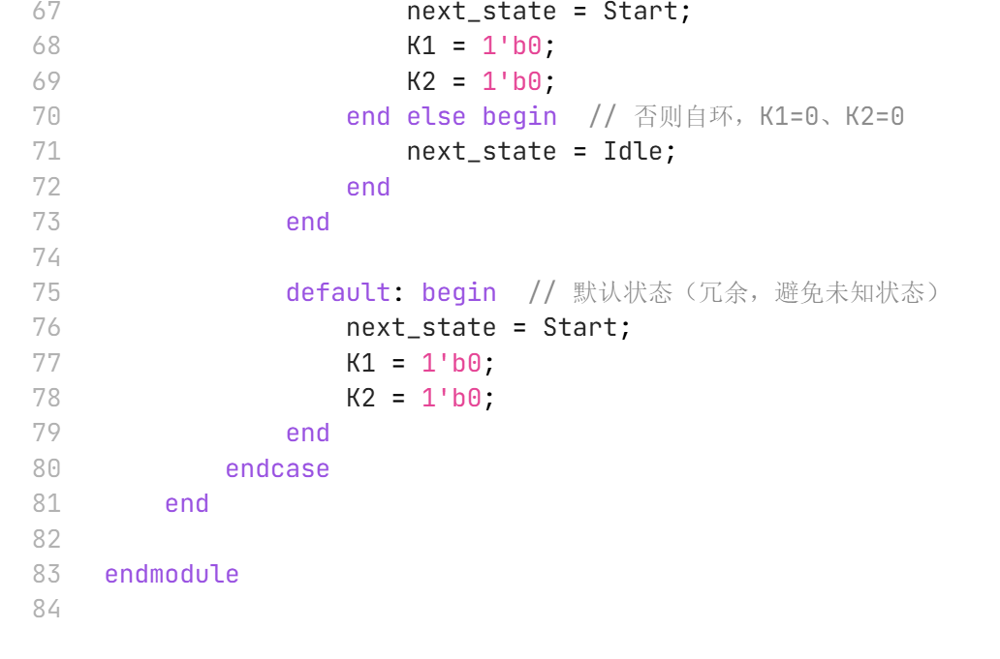 67 next_state = Start;
68 K1 = 1'b0;
69 K2 = 1'b0;
70 end else begin // 否则自环，K1=0、K2=0
71 next_state = Idle;
72 end
73 end
74
75 default: begin // 默认状态（冗余，避免未知状态）
76 next_state = Start;
77 K1 = 1'b0;
78 K2 = 1'b0;
79 end
80 endcase
81 end
82
83 endmodule
84